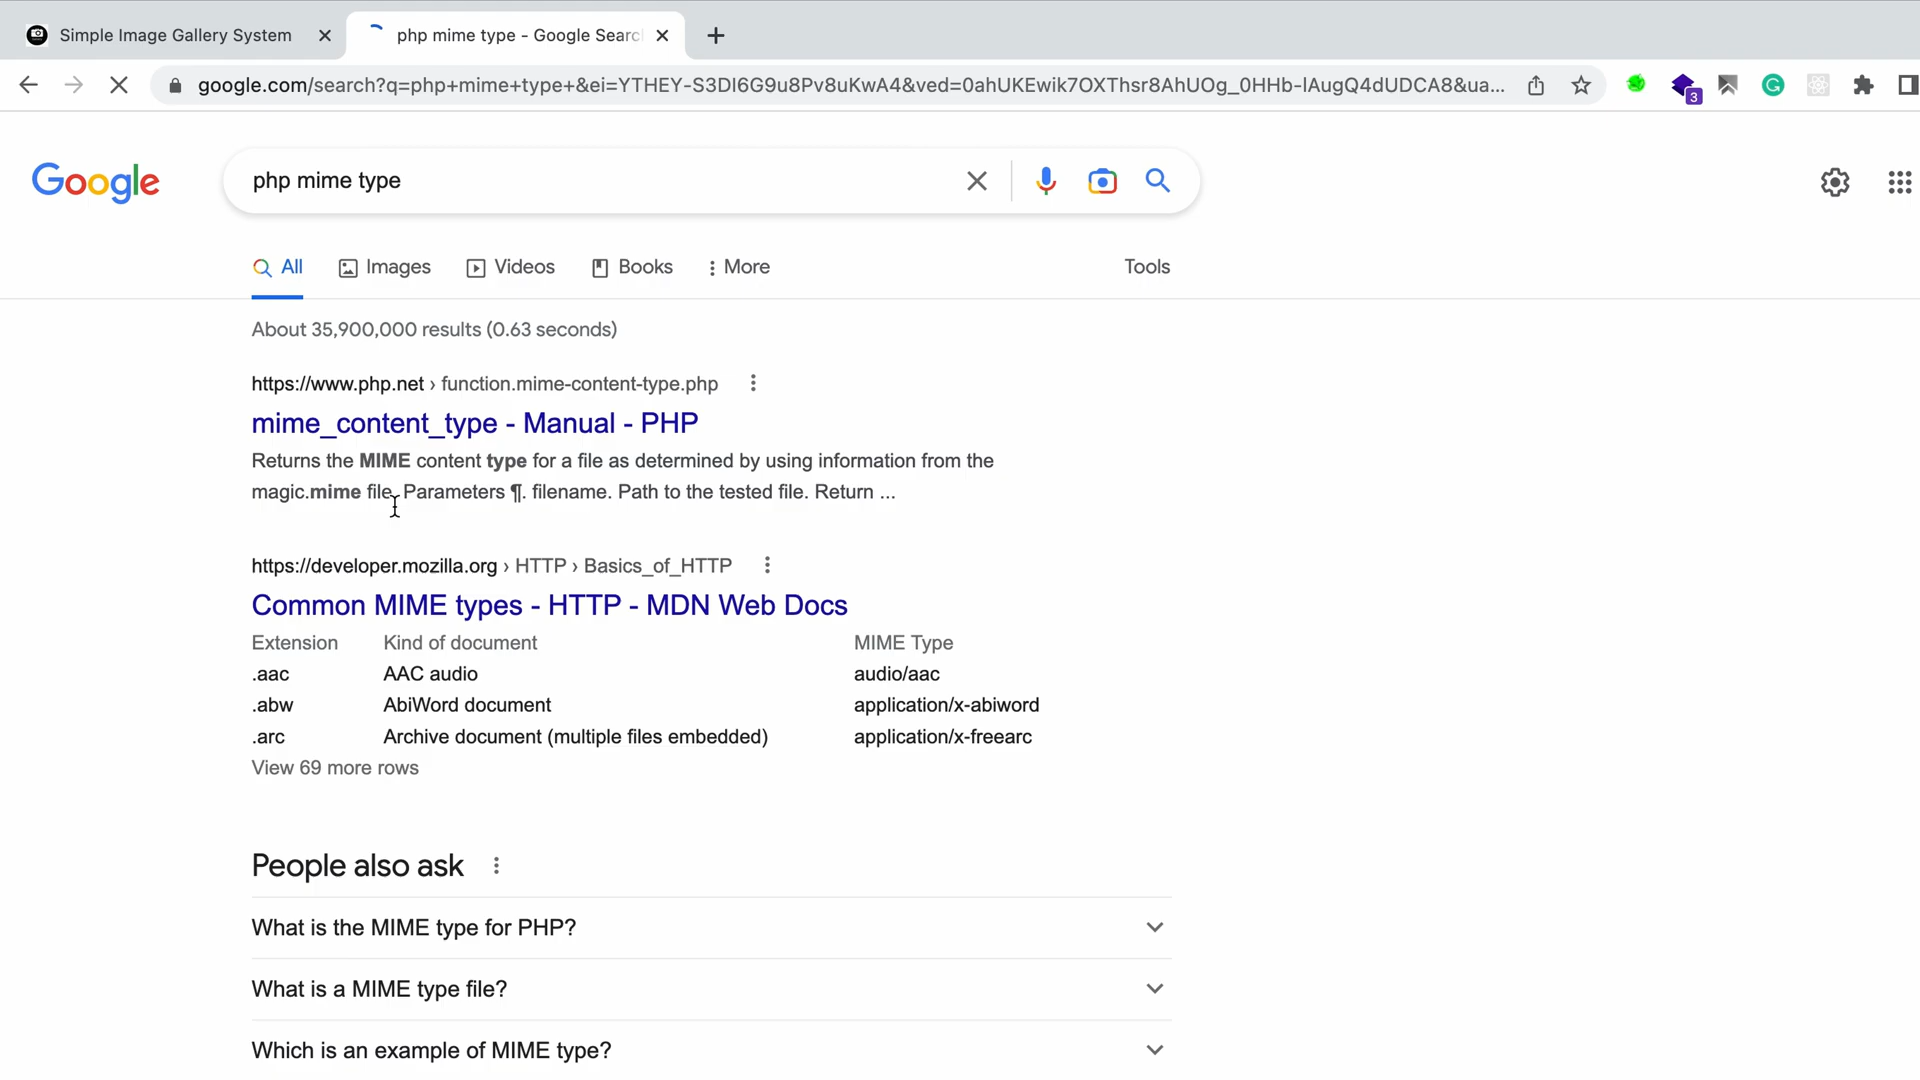 Simple Image Gallery System
php mime type - Google Searc
google.com/search?q=php+mime+type+&ei=YTHEY-S3DI6G9u8Pv8uKwA4&ved=0ahUKEwik7OXThsr8AhUOg_0HHb-lAugQ4dUDCA8&ua...
3
Google
php mime type
All
Images
Videos
Books
More
Tools
About 35,900,000 results (0.63 seconds)
https://www.php.net › function.mime-content-type.php
mime_content_type - Manual - PHP
Returns the MIME content type for a file as determined by using information from the
magic.mime file. Parameters ¶. filename. Path to the tested file. Return ...
https://developer.mozilla.org › HTTP › Basics_of_HTTP
Common MIME types - HTTP - MDN Web Docs
Extension Kind of document MIME Type
.aac AAC audio audio/aac
.abw AbiWord document application/x-abiword
.arc Archive document (multiple files embedded) application/x-freearc
View 69 more rows
People also ask
What is the MIME type for PHP?
What is a MIME type file?
Which is an example of MIME type?